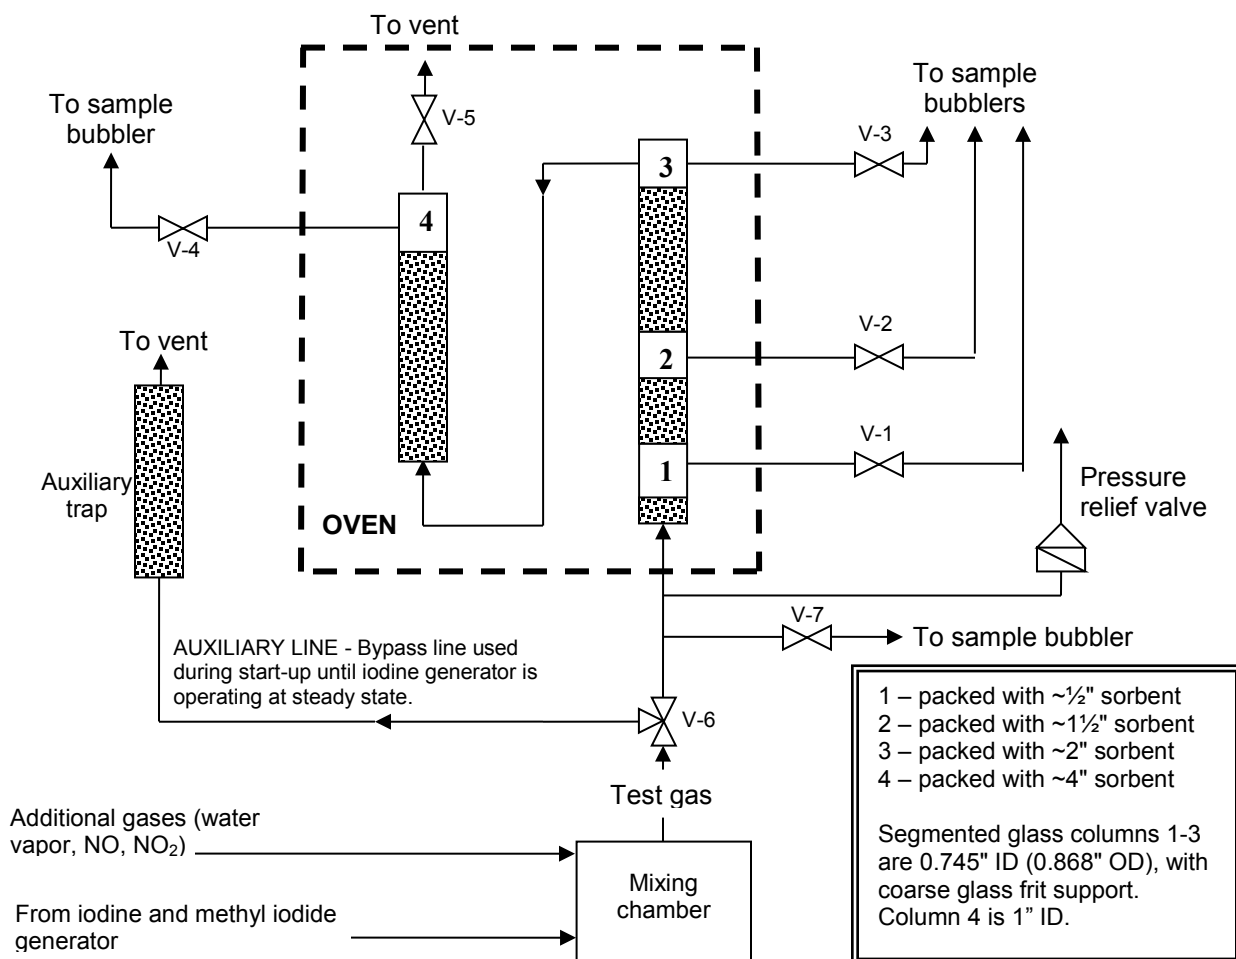 To vent
To sample
bubbler
V-5
V-3
To sample
bubblers
3
4
V-4
V-2
2
To vent
V-1
1
Auxiliary
trap
OVEN
Pressure
relief valve
V-7
To sample bubbler
AUXILIARY LINE - Bypass line used
during start-up until iodine generator is
operating at steady state.
V-6
1 – packed with ~½" sorbent
2 – packed with ~1½" sorbent
3 – packed with ~2" sorbent
4 – packed with ~4" sorbent
Segmented glass columns 1-3
are 0.745" ID (0.868" OD), with
coarse glass frit support.
Column 4 is 1” ID.
Test gas
Additional gases (water
vapor, NO, NO₂)
Mixing
chamber
From iodine and methyl iodide
generator